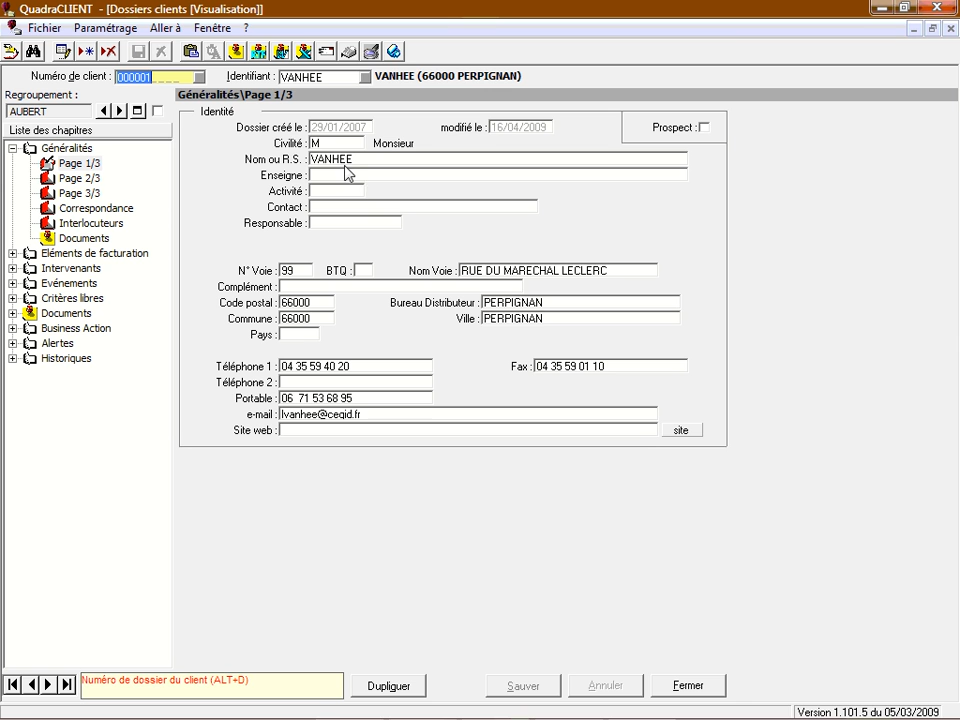 QuadraCLIENT - [Dossiers clients [Visualisation]]
Fichier Paramétrage Aller à Fenêtre ?
Numéro de client : 000001 Identifiant : VANHEE VANHEE (66000 PERPIGNAN)
Regroupement :
AUBERT
Liste des chapitres
Généralités
Page 1/3
Page 2/3
Page 3/3
Correspondance
Interlocuteurs
Documents
Eléments de facturation
Intervenants
Evénements
Critères libres
Documents
Business Action
Alertes
Historiques
Généralités\Page 1/3
Identité
Dossier créé le : 29/01/2007 modifié le : 16/04/2009 Prospect :
Civilité : M Monsieur
Nom ou R.S. : VANHEE
Enseigne :
Activité :
Contact :
Responsable :
N° Voie : 99 BTQ : Nom Voie : RUE DU MARECHAL LECLERC
Complément :
Code postal : 66000 Bureau Distributeur : PERPIGNAN
Commune : 66000 Ville : PERPIGNAN
Pays :
Téléphone 1 : 04 35 59 40 20 Fax : 04 35 59 01 10
Téléphone 2 :
Portable : 06 71 53 68 95
e-mail : lvanhee@cegid.fr
Site web : site
Numéro de dossier du client (ALT+D)
Dupliquer Sauver Annuler Fermer
Version 1.101.5 du 05/03/2009